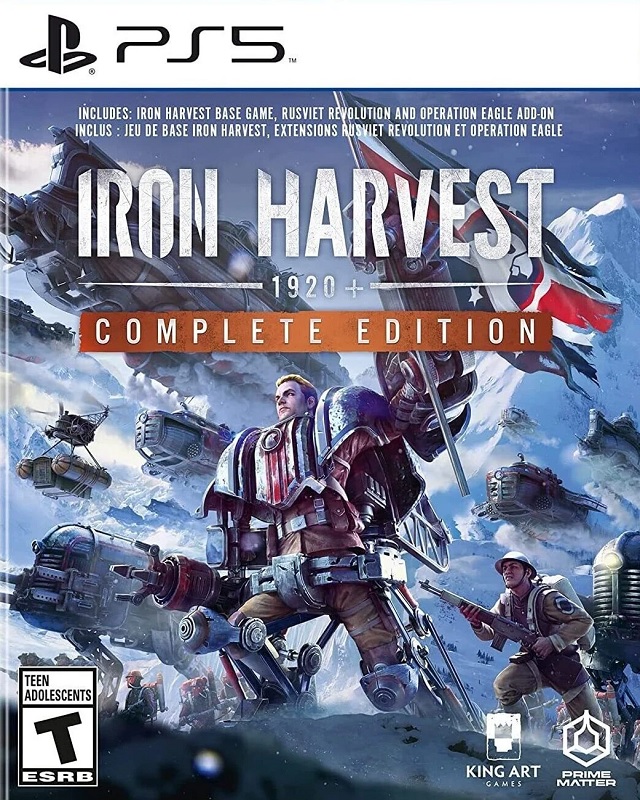 PS5
INCLUDES: IRON HARVEST BASE GAME, RUSVIET REVOLUTION AND OPERATION EAGLE ADD-ON
INCLUS : JEU DE BASE IRON HARVEST, EXTENSIONS RUSVIET REVOLUTION ET OPERATION EAGLE
IRON HARVEST
1920+
COMPLETE EDITION
TEEN
ADOLESCENTS
T
ESRB
KING ART
GAMES
PRIME
MATTER